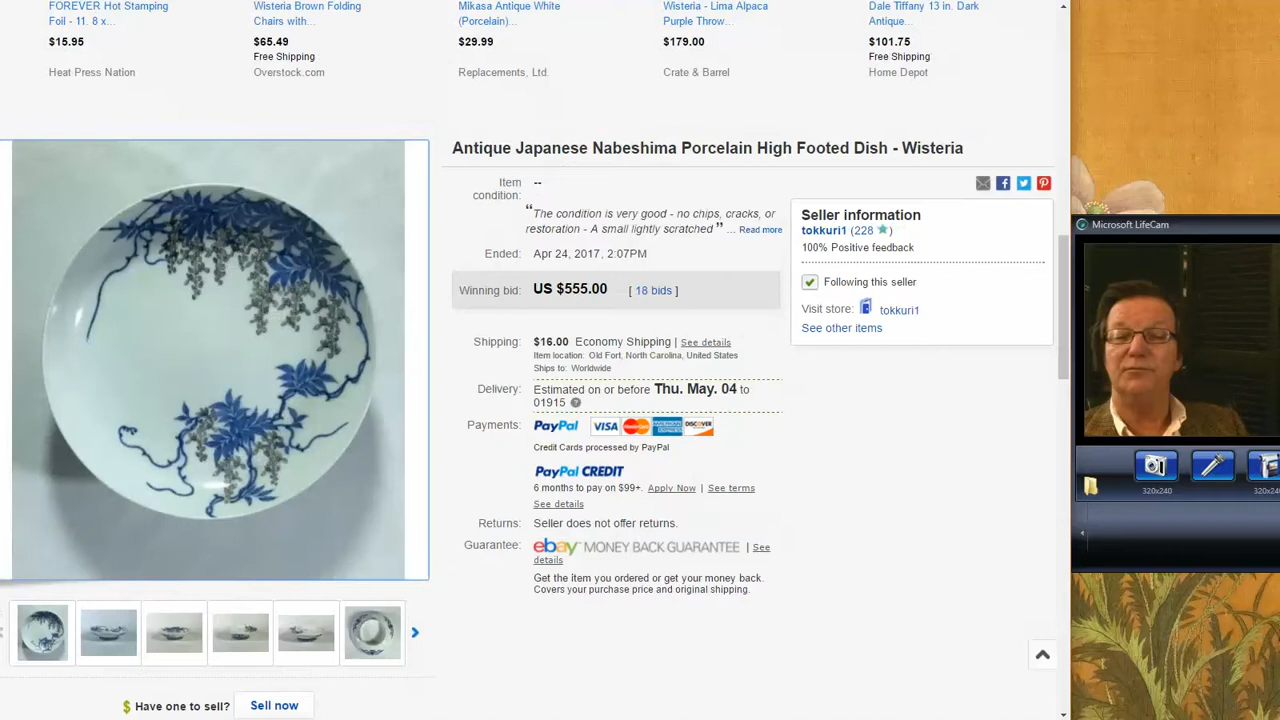 FOREVER Hot Stamping
Foil - 11. 8 x...
$15.95
Heat Press Nation
Wisteria Brown Folding
Chairs with...
$65.49
Free Shipping
Overstock.com
Mikasa Antique White
(Porcelain)...
$29.99
Replacements, Ltd.
Wisteria - Lima Alpaca
Purple Throw...
$179.00
Crate & Barrel
Dale Tiffany 13 in. Dark
Antique...
$101.75
Free Shipping
Home Depot
Antique Japanese Nabeshima Porcelain High Footed Dish - Wisteria
Item condition: --
“The condition is very good - no chips, cracks, or
restoration - A small lightly scratched ” ... Read more
Ended: Apr 24, 2017, 2:07PM
Winning bid: US $555.00 [ 18 bids ]
Shipping: $16.00 Economy Shipping | See details
Item location: Old Fort, North Carolina, United States
Ships to: Worldwide
Delivery: Estimated on or before Thu. May. 04 to
01915
Payments: PayPal VISA MasterCard AMERICAN EXPRESS DISCOVER
Credit Cards processed by PayPal
PayPal CREDIT
6 months to pay on $99+. Apply Now | See terms
See details
Returns: Seller does not offer returns.
Guarantee: ebay MONEY BACK GUARANTEE | See
details
Get the item you ordered or get your money back.
Covers your purchase price and original shipping.
Seller information
tokkuri1 (228 )
100% Positive feedback
Following this seller
Visit store: tokkuri1
See other items
$ Have one to sell? Sell now
Microsoft LifeCam
320x240
320x240